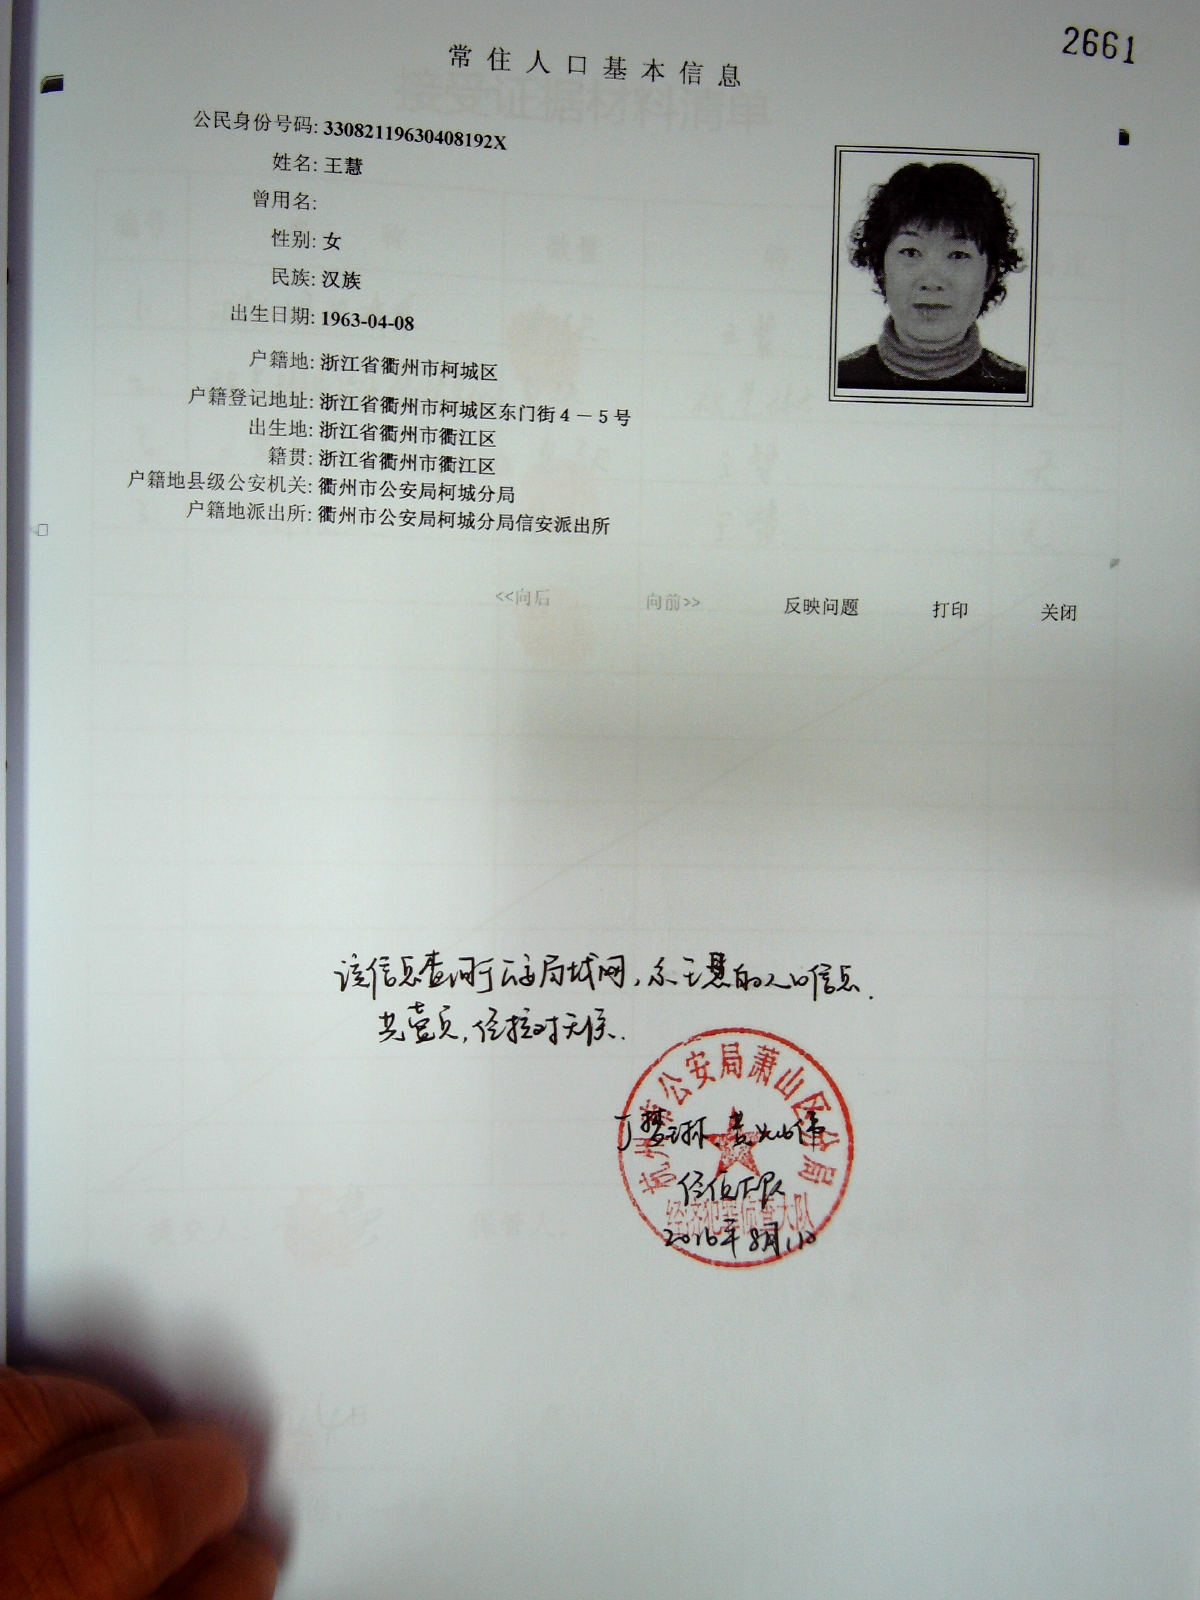 2661
常住人口基本信息
公民身份号码: 33082119630408192X
姓名: 王慧
曾用名:
性别: 女
民族: 汉族
出生日期: 1963-04-08
户籍地: 浙江省衢州市柯城区
户籍登记地址: 浙江省衢州市柯城区东门街4－5号
出生地: 浙江省衢州市衢江区
籍贯: 浙江省衢州市衢江区
户籍地县级公安机关: 衢州市公安局柯城分局
户籍地派出所: 衢州市公安局柯城分局信安派出所
<<向后 向前>> 反映问题 打印 关闭
该信息查询于公安局域网,系王慧的人口信息.
共壹页,经核对无误.
杭州市公安局萧山区分局
经侦大队
经济犯罪侦查大队
2016年8月
接受证据材料清单